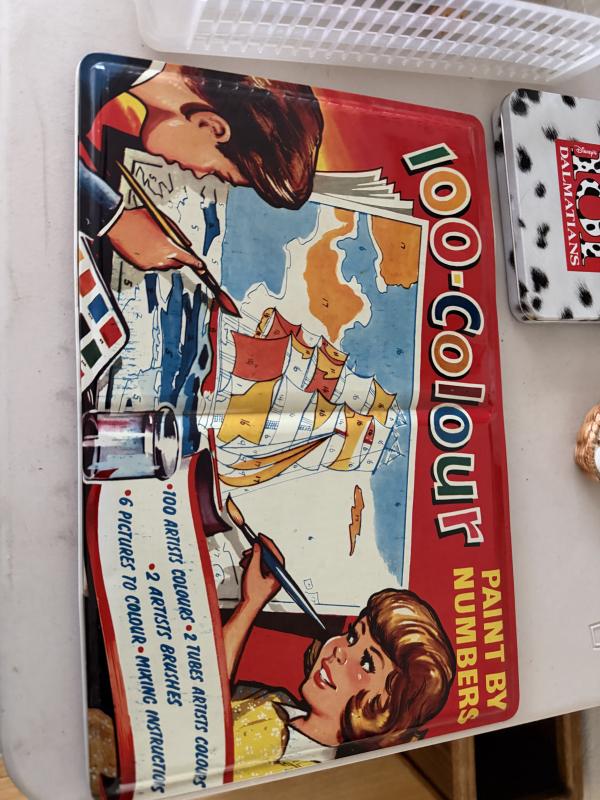 100-Colour
PAINT BY
NUMBERS
•100 ARTISTS COLOURS •2 TUBES ARTISTS COLOURS
•2 ARTISTS BRUSHES
•6 PICTURES TO COLOUR •MIXING INSTRUCTIONS
Disney's
101
DALMATIANS